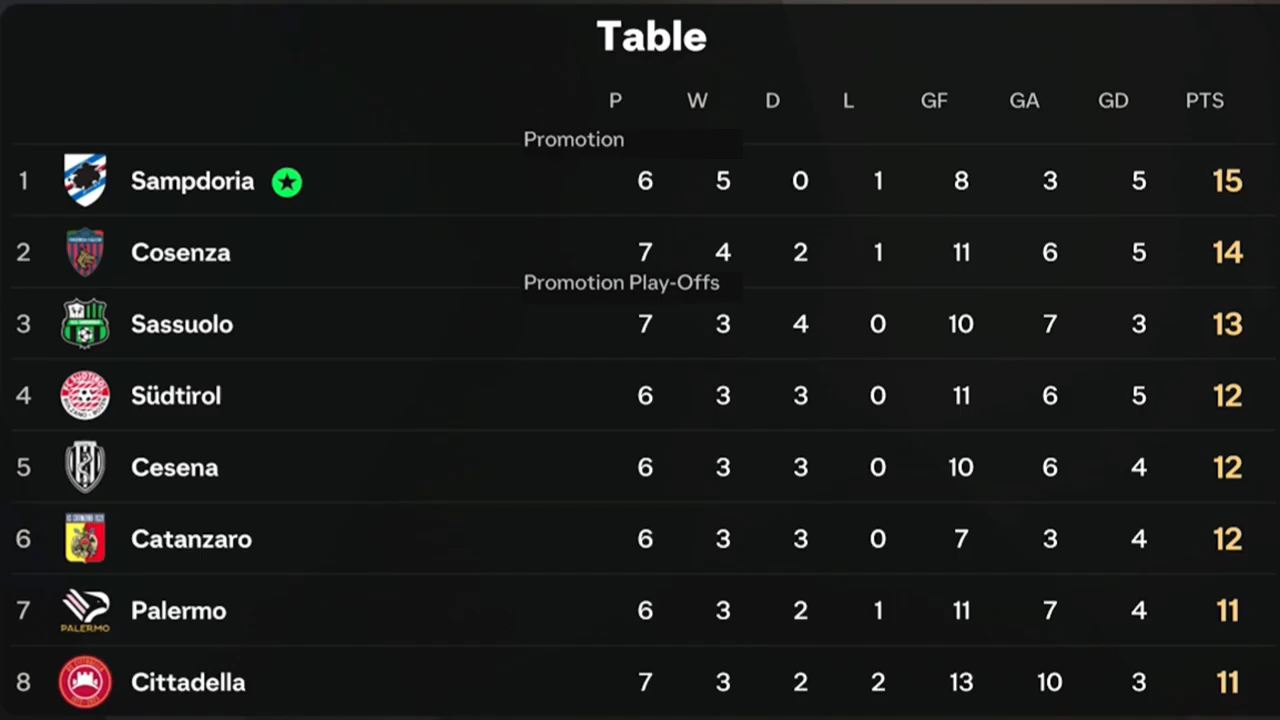 Table
P W D L GF GA GD PTS
Promotion
1 Sampdoria 6 5 0 1 8 3 5 15
2 Cosenza 7 4 2 1 11 6 5 14
Promotion Play-Offs
3 Sassuolo 7 3 4 0 10 7 3 13
4 Südtirol 6 3 3 0 11 6 5 12
5 Cesena 6 3 3 0 10 6 4 12
6 Catanzaro 6 3 3 0 7 3 4 12
7 PALERMO Palermo 6 3 2 1 11 7 4 11
8 Cittadella 7 3 2 2 13 10 3 11